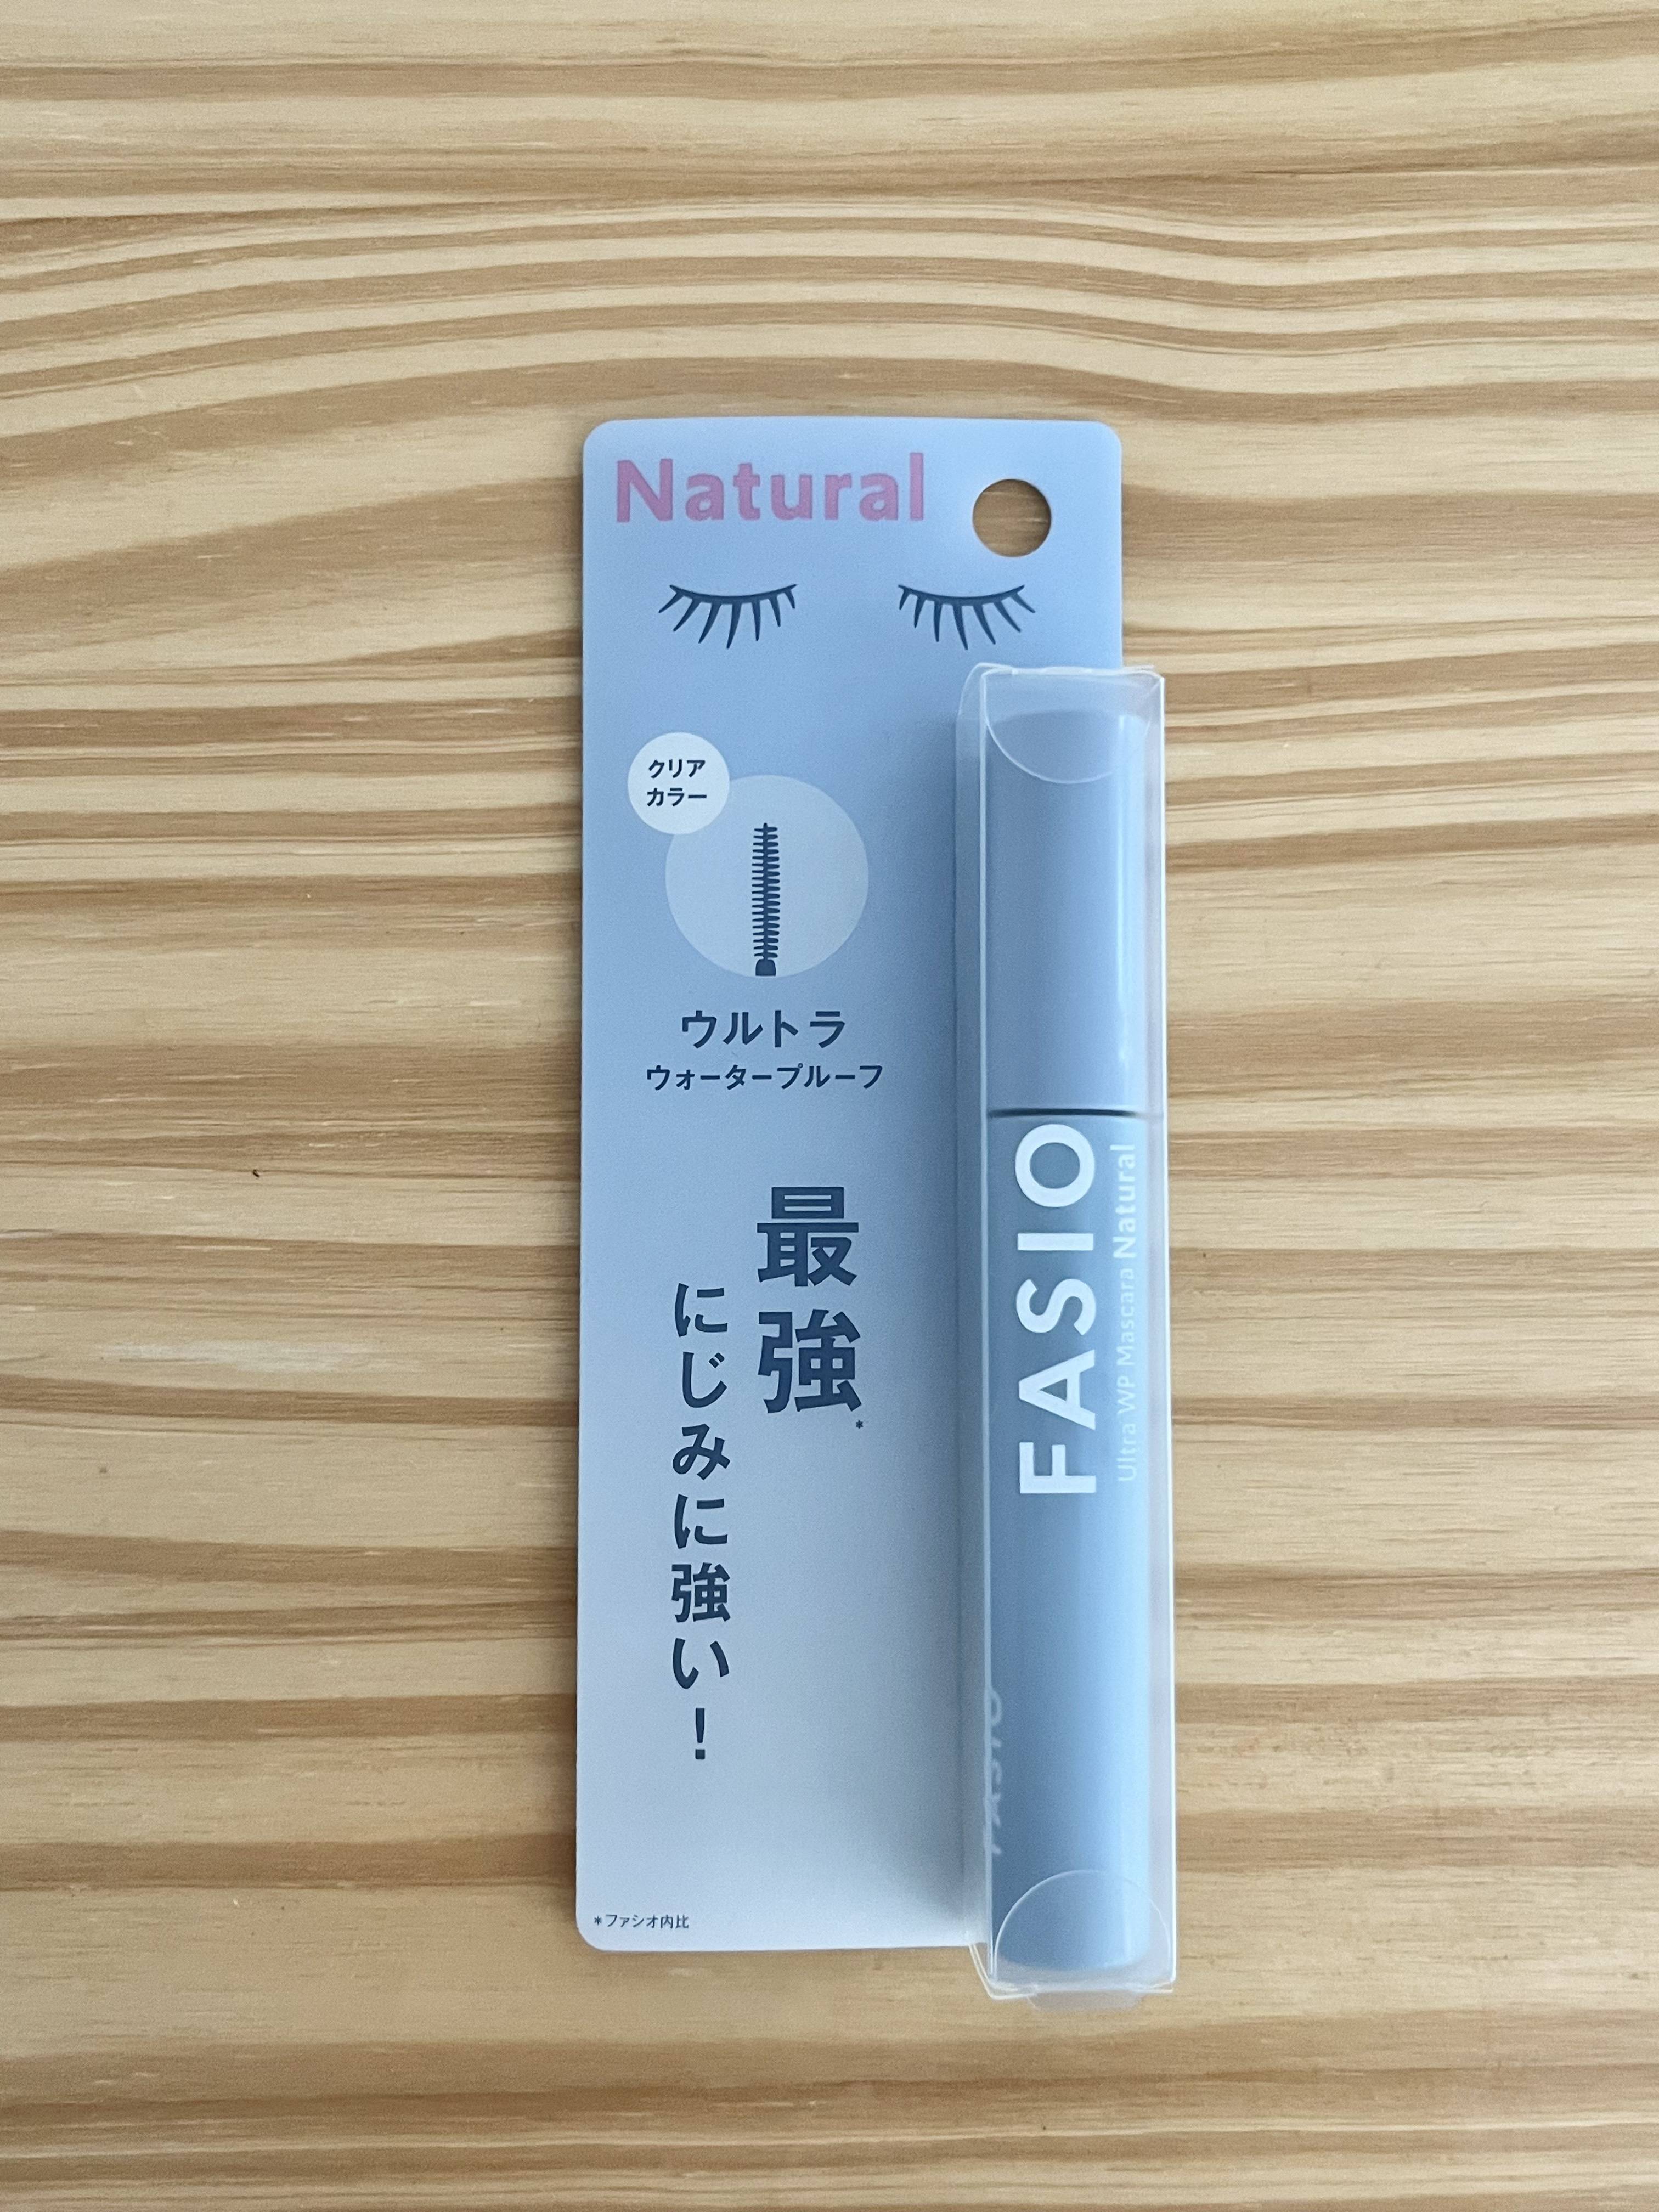 Natural
クリア
カラー
ウルトラ
ウォータープルーフ
最強*
にじみに強い！
*ファシオ内比
FASIO
Ultra WP Mascara Natural
FASIO